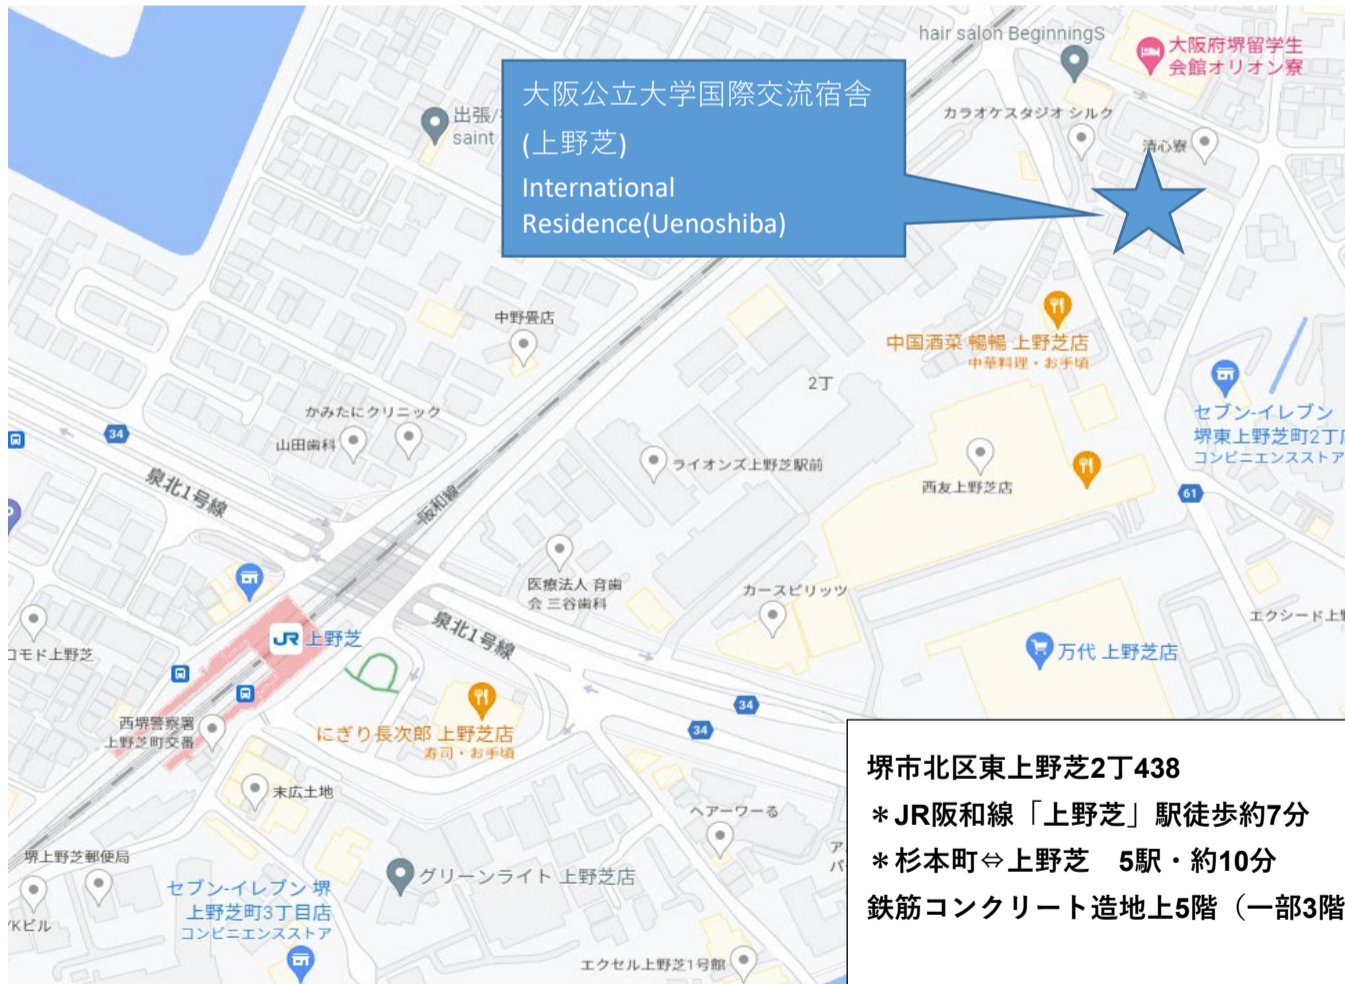 hair salon BeginningS
大阪府堺留学生
会館オリオン寮
大阪公立大学国際交流宿舎
(上野芝)
International
Residence(Uenoshiba)
出張/
saint
カラオケスタジオ シルク
清心寮
中野畳店
中国酒菜 暢暢 上野芝店
中華料理・お手頃
2丁
セブン-イレブン
堺東上野芝町2丁
コンビニエンスストア
かみたにクリニック
山田歯科
34
泉北1号線
阪和線
ライオンズ上野芝駅前
西友上野芝店
61
医療法人 育歯
会 三谷歯科
カースピリッツ
エクシード上
JR 上野芝
泉北1号線
コモド上野芝
万代 上野芝店
34
34
西堺警察署
上野芝町交番
にぎり長次郎 上野芝店
寿司・お手頃
末広土地
ヘアーワーる
堺上野芝郵便局
グリーンライト 上野芝店
ア
パ
Kビル
セブン-イレブン 堺
上野芝町3丁目店
コンビニエンスストア
エクセル上野芝1号館
堺市北区東上野芝2丁438
＊JR阪和線「上野芝」駅徒歩約7分
＊杉本町⇔上野芝　5駅・約10分
鉄筋コンクリート造地上5階（一部3階